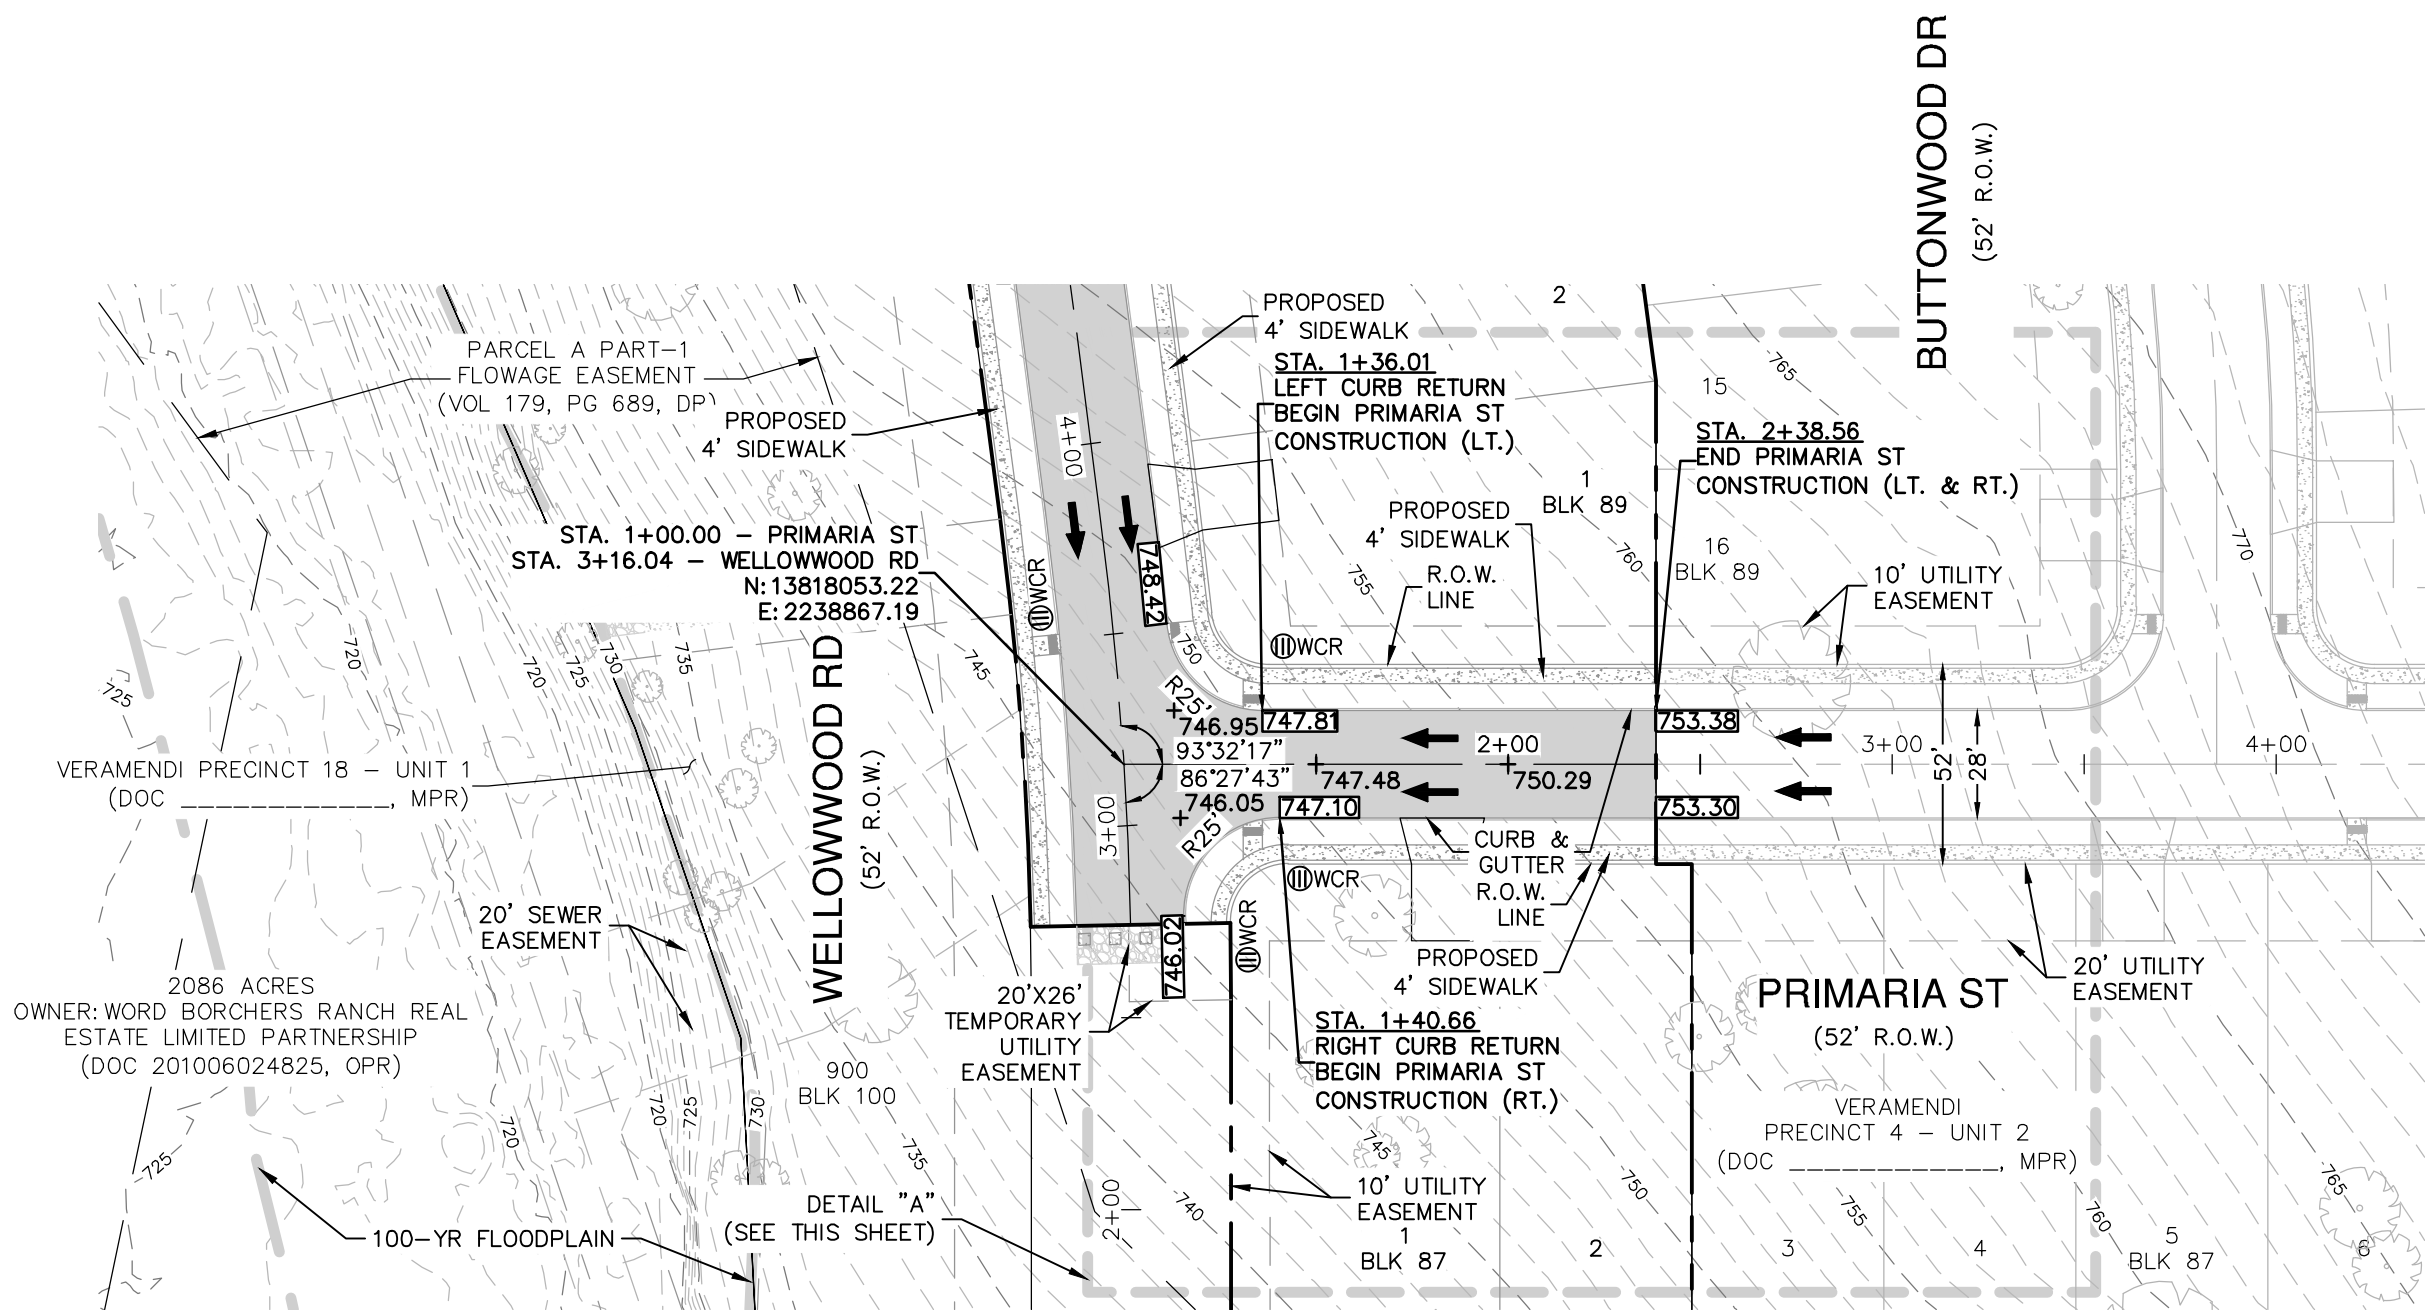 BUTTONWOOD DR
(52' R.O.W.)
PARCEL A PART-1
FLOWAGE EASEMENT
(VOL 179, PG 689, DP)
PROPOSED
4' SIDEWALK
PROPOSED
4' SIDEWALK
STA. 1+36.01
LEFT CURB RETURN
BEGIN PRIMARIA ST
CONSTRUCTION (LT.)
2
15
765
STA. 2+38.56
END PRIMARIA ST
CONSTRUCTION (LT. & RT.)
1
BLK 89
PROPOSED
4' SIDEWALK
R.O.W.
LINE
16
BLK 89
10' UTILITY
EASEMENT
755
760
770
4+00
748.42
STA. 1+00.00 - PRIMARIA ST
STA. 3+16.04 - WELLOWWOOD RD
N: 13818053.22
E: 2238867.19
WCR
WCR
720
720
725
730
735
745
750
725
WELLOWWOOD RD
(52' R.O.W.)
R25'
746.95
747.81
93°32'17"
86°27'43"
746.05
R25'
747.48
747.10
2+00
750.29
753.38
753.30
3+00
52'
28'
4+00
3+00
VERAMENDI PRECINCT 18 - UNIT 1
(DOC _____________, MPR)
CURB &
GUTTER
R.O.W.
LINE
WCR
WCR
746.02
20' SEWER
EASEMENT
PROPOSED
4' SIDEWALK
20' UTILITY
EASEMENT
PRIMARIA ST
(52' R.O.W.)
2086 ACRES
OWNER: WORD BORCHERS RANCH REAL
ESTATE LIMITED PARTNERSHIP
(DOC 201006024825, OPR)
20'X26'
TEMPORARY
UTILITY
EASEMENT
STA. 1+40.66
RIGHT CURB RETURN
BEGIN PRIMARIA ST
CONSTRUCTION (RT.)
900
BLK 100
VERAMENDI
PRECINCT 4 - UNIT 2
(DOC _____________, MPR)
725
720
720
725
730
735
740
745
750
755
760
765
2+00
DETAIL "A"
(SEE THIS SHEET)
100-YR FLOODPLAIN
10' UTILITY
EASEMENT
1
BLK 87
2
3
4
5
BLK 87
6